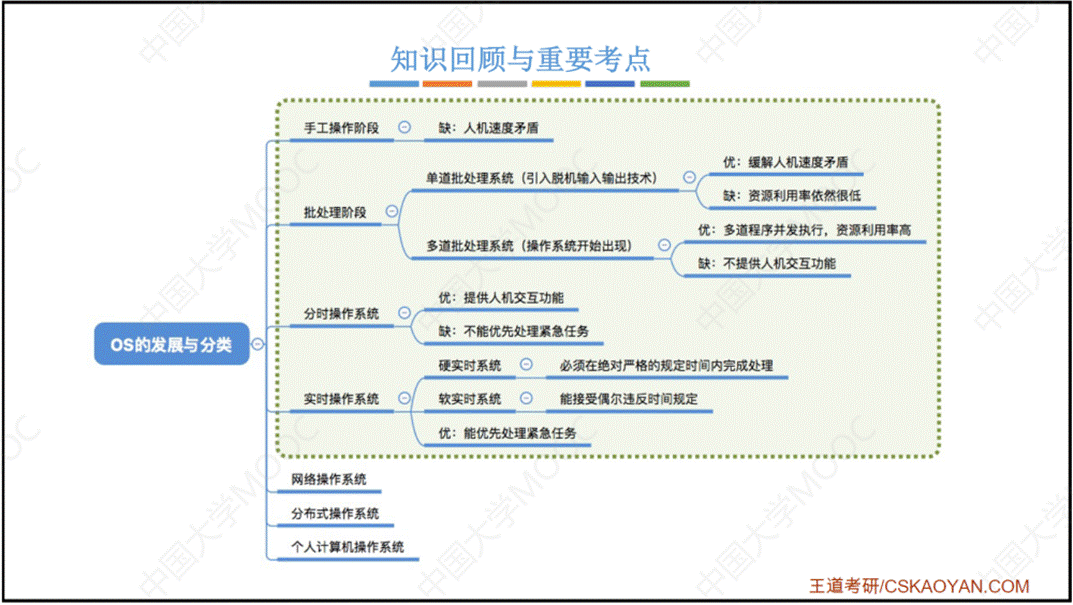 知识回顾与重要考点
手工操作阶段
缺：人机速度矛盾
单道批处理系统（引入脱机输入输出技术）
优：缓解人机速度矛盾
缺：资源利用率依然很低
批处理阶段
多道批处理系统（操作系统开始出现）
优：多道程序并发执行，资源利用率高
缺：不提供人机交互功能
分时操作系统
优：提供人机交互功能
缺：不能优先处理紧急任务
OS的发展与分类
硬实时系统
必须在绝对严格的规定时间内完成处理
实时操作系统
软实时系统
能接受偶尔违反时间规定
优：能优先处理紧急任务
网络操作系统
分布式操作系统
个人计算机操作系统
王道考研/CSKAOYAN.COM
中国大学MOOC